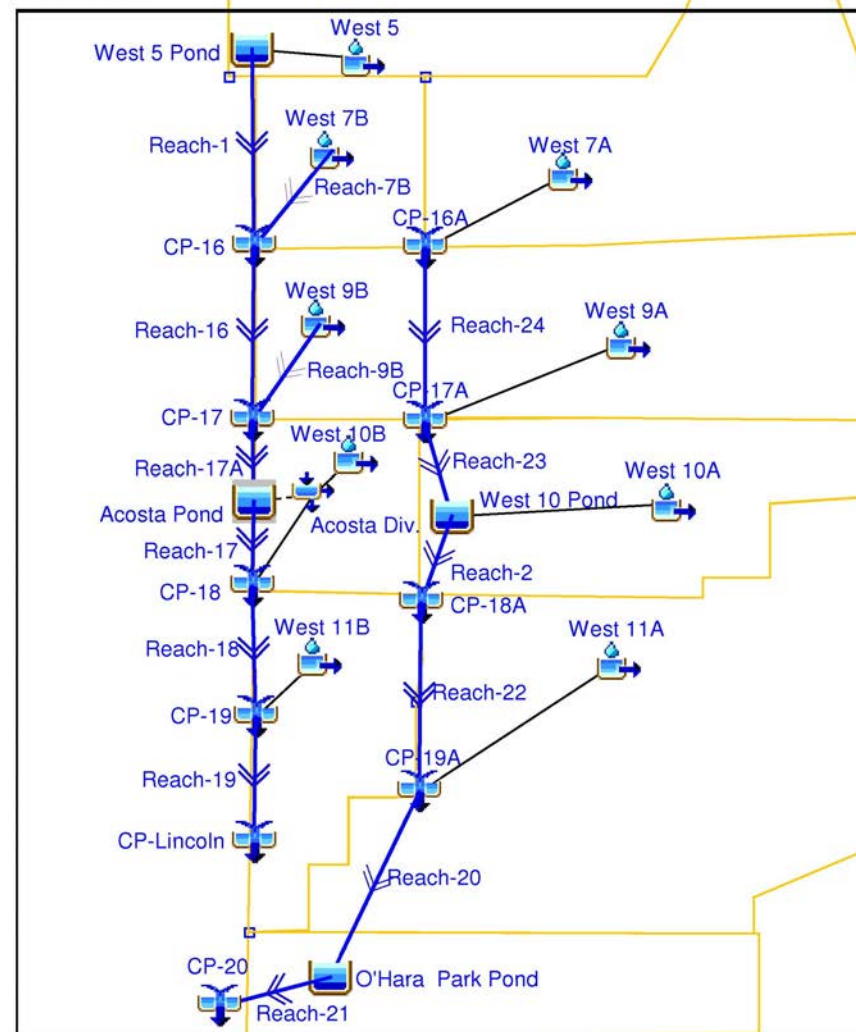 West 5
West 5 Pond
West 7B
Reach-1
West 7A
Reach-7B
CP-16A
CP-16
West 9B
West 9A
Reach-16
Reach-24
Reach-9B
CP-17A
CP-17
West 10B
Reach-17A
Reach-23
West 10A
West 10 Pond
Acosta Pond
Acosta Div.
Reach-17
Reach-2
CP-18
CP-18A
West 11B
West 11A
Reach-18
Reach-22
CP-19
CP-19A
Reach-19
CP-Lincoln
Reach-20
CP-20
O'Hara Park Pond
Reach-21